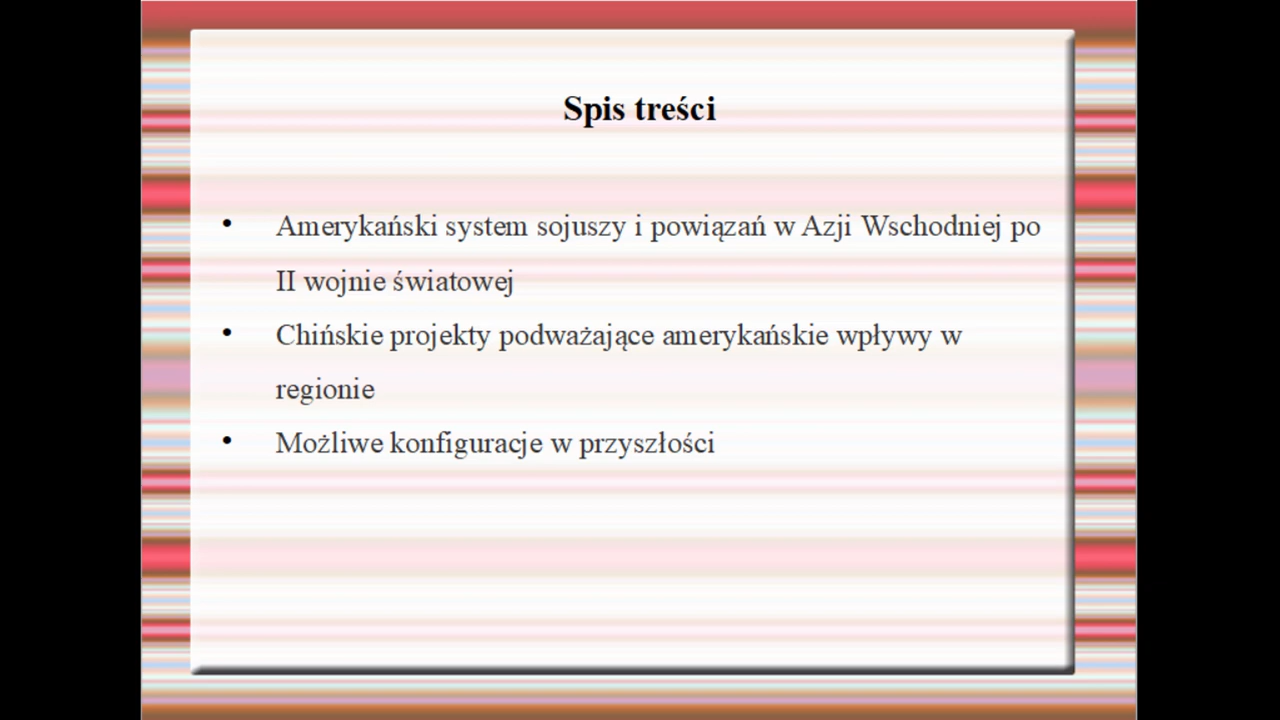 Spis treści
• Amerykański system sojuszy i powiązań w Azji Wschodniej po
II wojnie światowej
• Chińskie projekty podważające amerykańskie wpływy w
regionie
• Możliwe konfiguracje w przyszłości